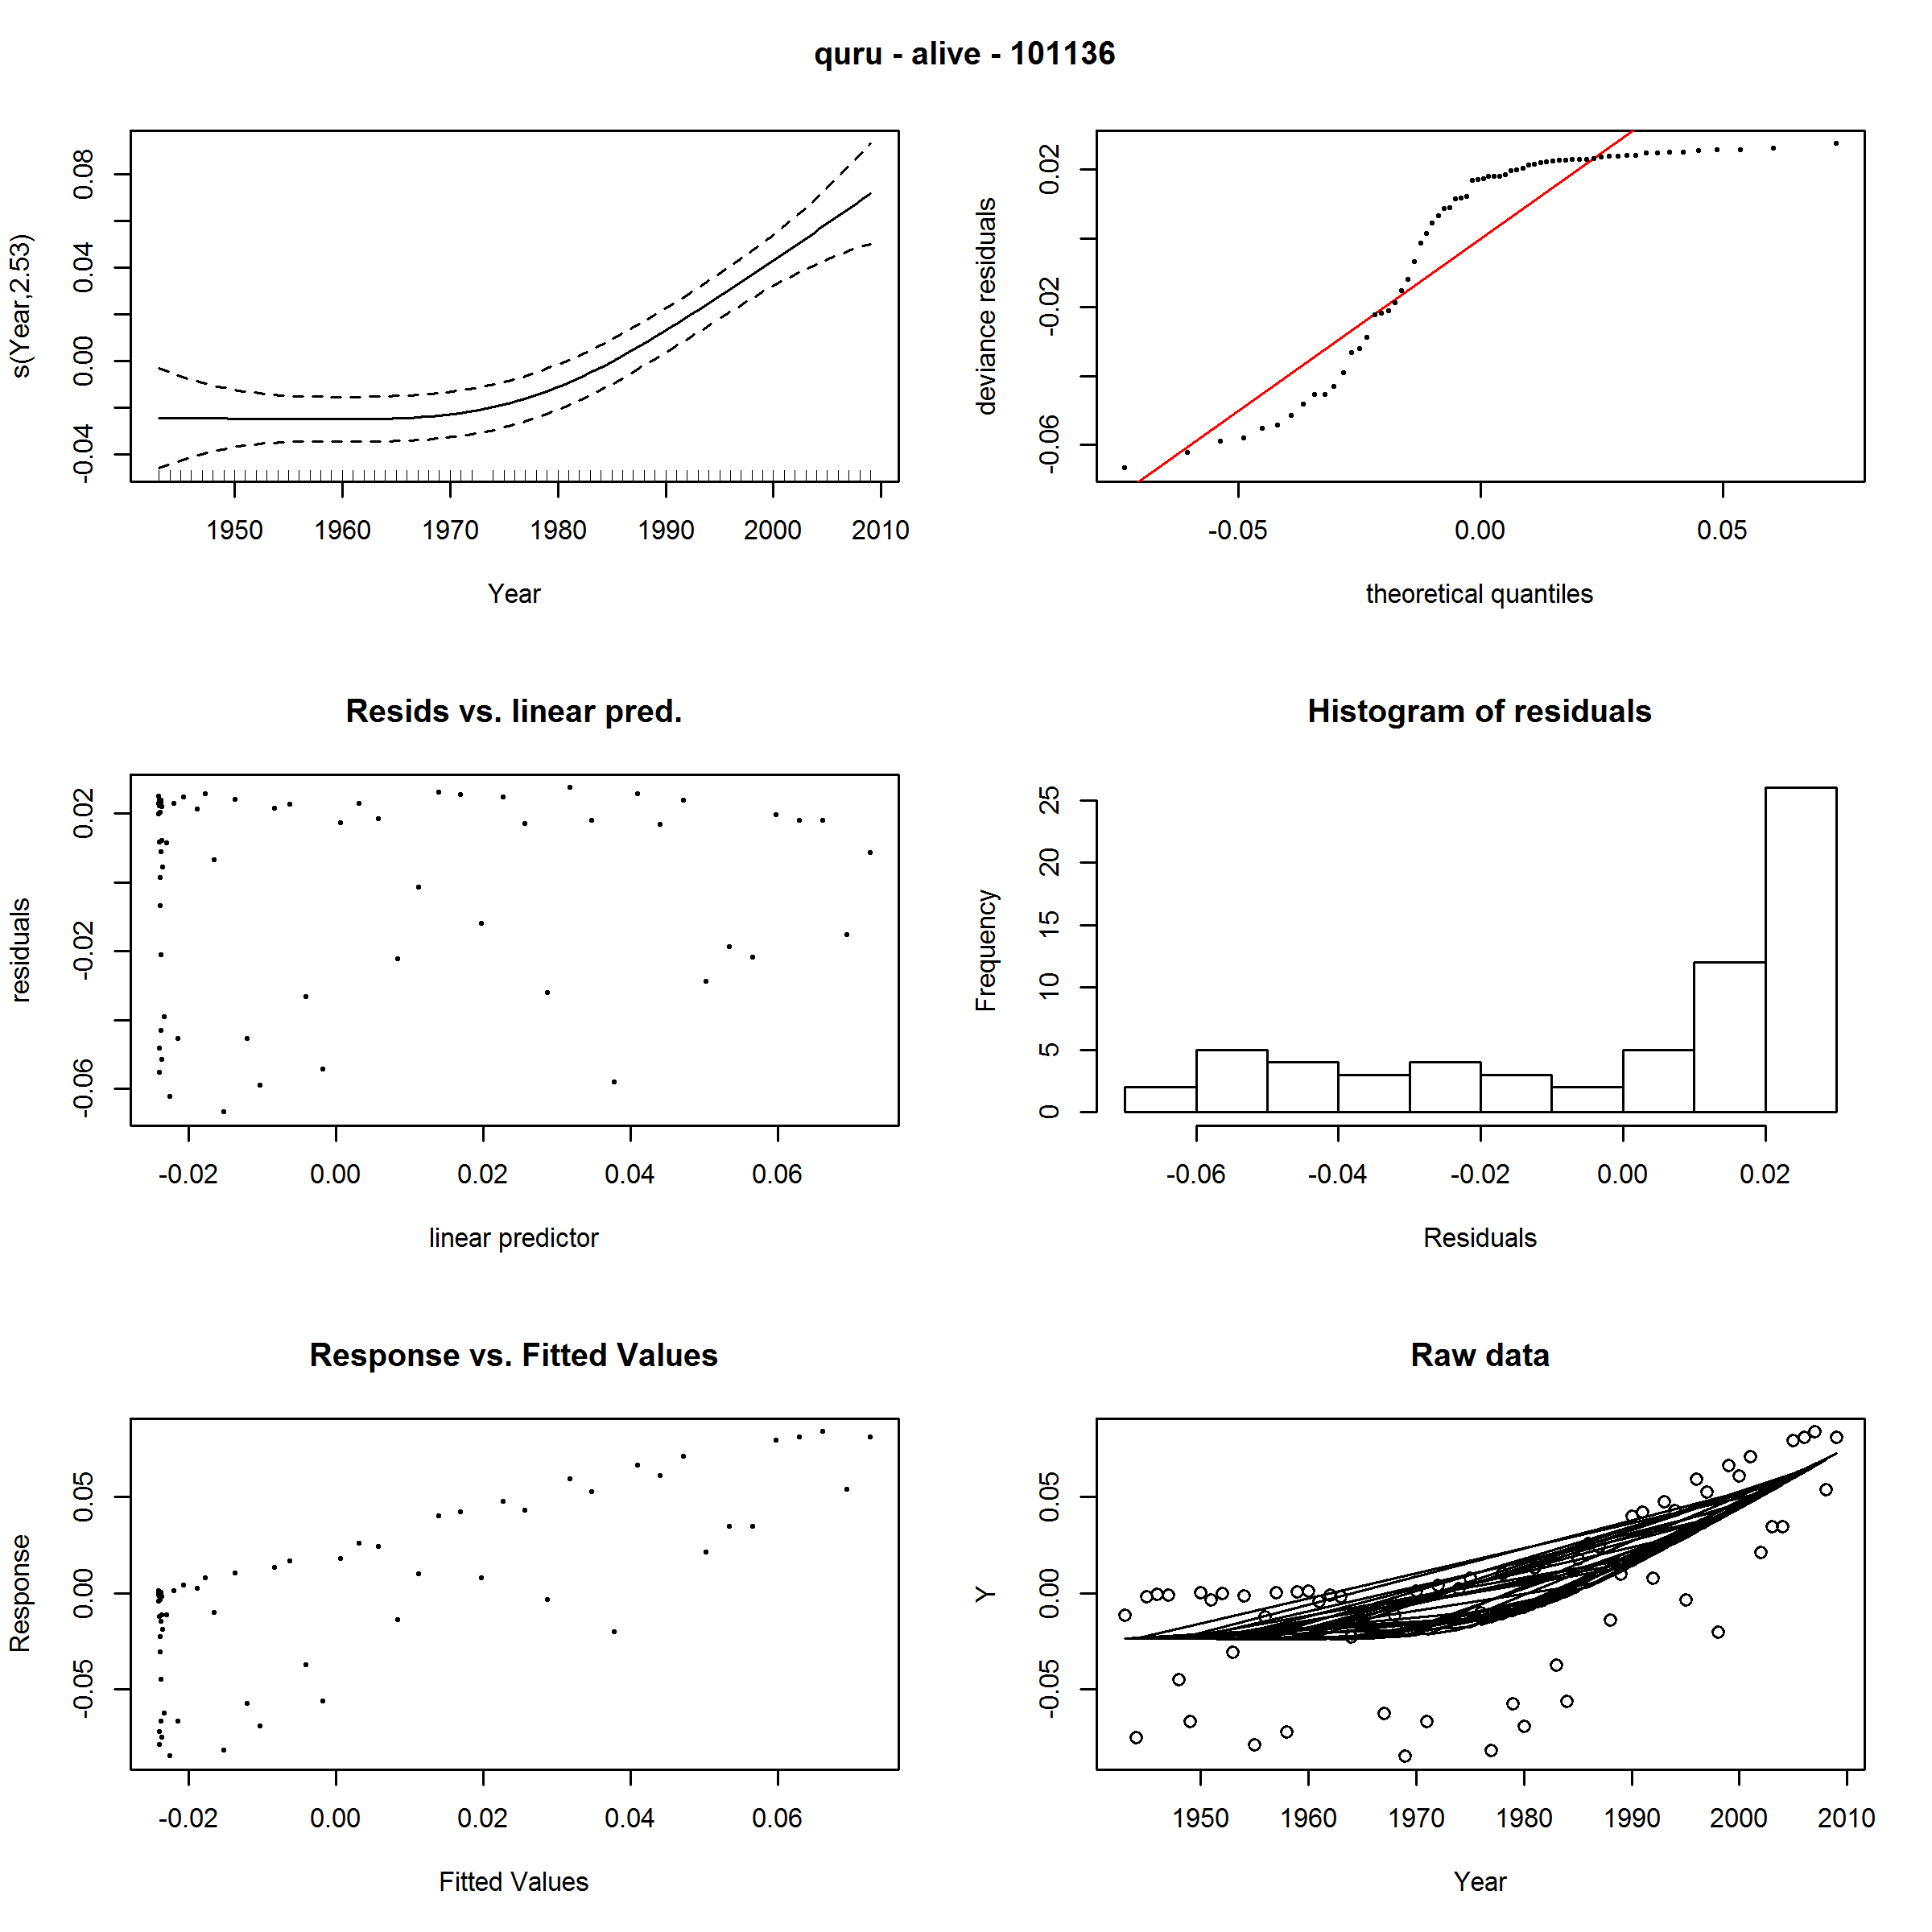 quru - alive - 101136
s(Year,2.53)
-0.04 0.00 0.04 0.08
1950 1960 1970 1980 1990 2000 2010
Year
deviance residuals
-0.06 -0.02 0.02
-0.05 0.00 0.05
theoretical quantiles
Resids vs. linear pred.
residuals
-0.06 -0.02 0.02
-0.02 0.00 0.02 0.04 0.06
linear predictor
Histogram of residuals
Frequency
0 5 10 15 20 25
-0.06 -0.04 -0.02 0.00 0.02
Residuals
Response vs. Fitted Values
Response
-0.05 0.00 0.05
-0.02 0.00 0.02 0.04 0.06
Fitted Values
Raw data
Y
-0.05 0.00 0.05
1950 1960 1970 1980 1990 2000 2010
Year